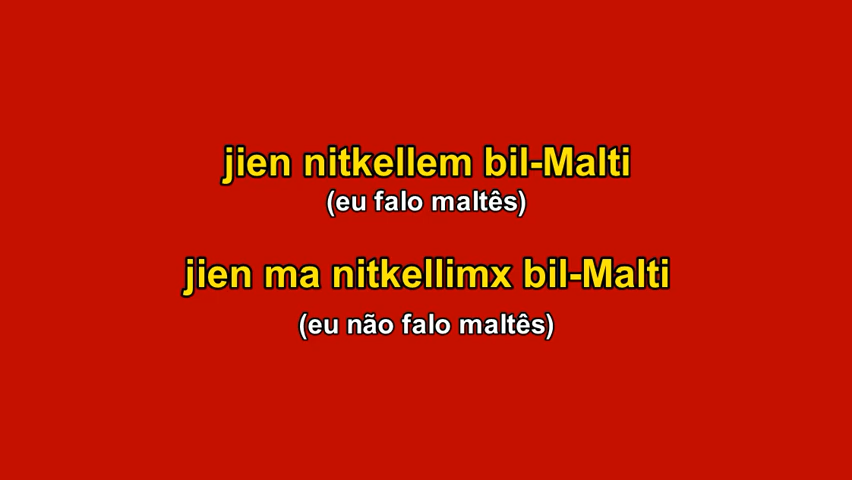 jien nitkellem bil-Malti
(eu falo maltês)
jien ma nitkellimx bil-Malti
(eu não falo maltês)